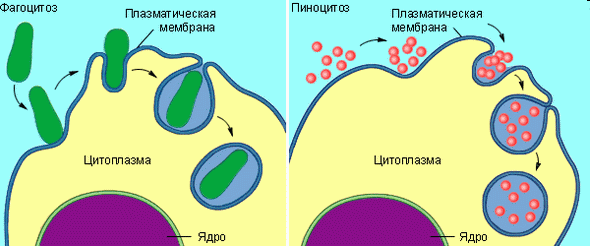 Фагоцитоз
Плазматическая
мембрана
Цитоплазма
Ядро
Пиноцитоз
Плазматическая
мембрана
Цитоплазма
Ядро